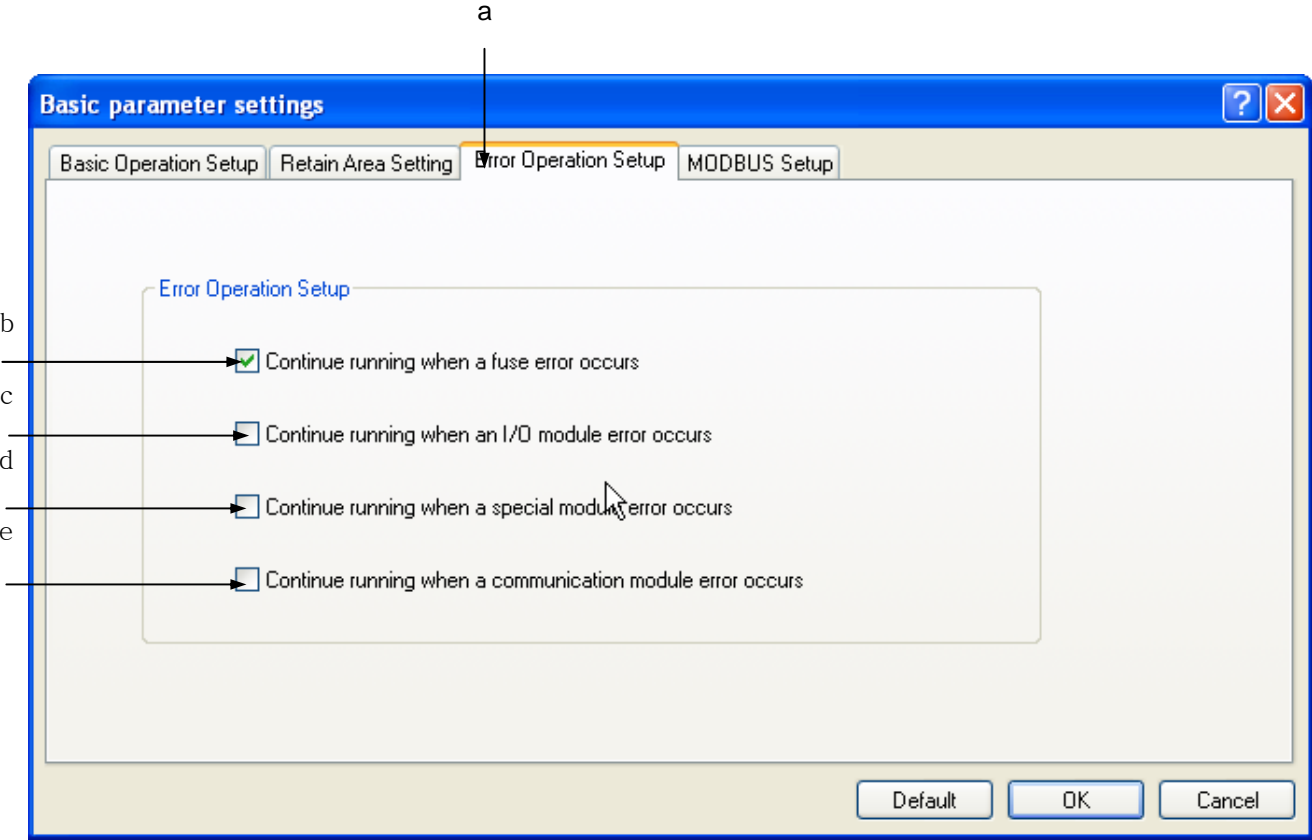 a
Basic parameter settings
Basic Operation Setup
Retain Area Setting
Error Operation Setup
MODBUS Setup
Error Operation Setup
b
Continue running when a fuse error occurs
c
Continue running when an I/O module error occurs
d
Continue running when a special module error occurs
e
Continue running when a communication module error occurs
Default
OK
Cancel